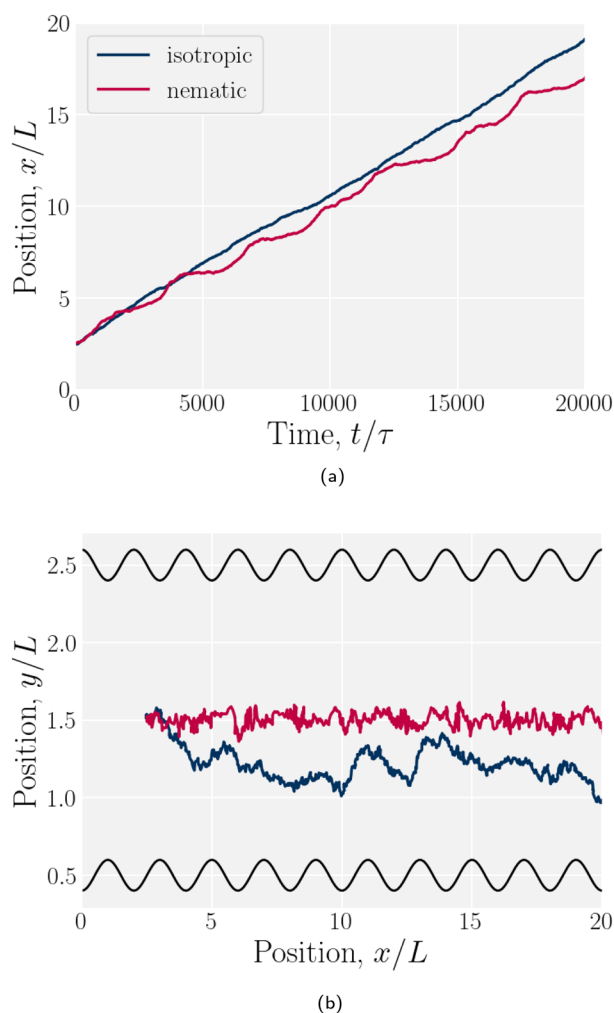 20
15
10
5
0
Position, x/L
isotropic
nematic
0 5000 10000 15000 20000
Time, t/τ
(a)
2.5
2.0
1.5
1.0
0.5
Position, y/L
0 5 10 15 20
Position, x/L
(b)